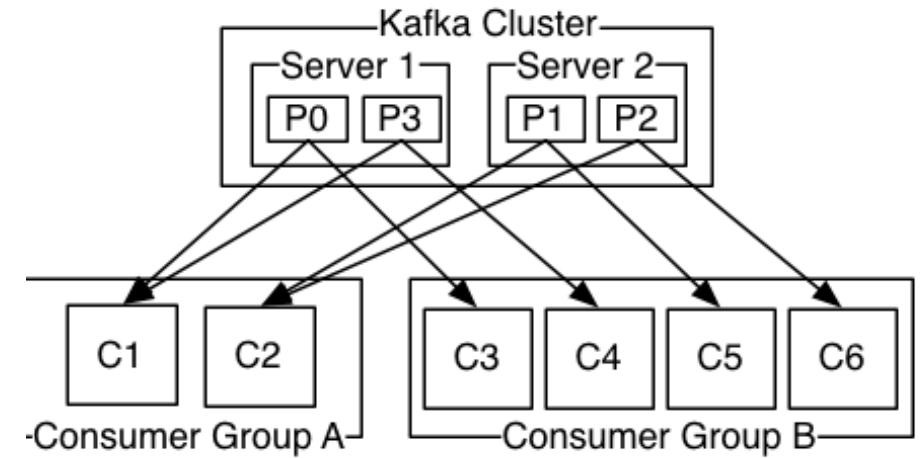 Kafka Cluster
Server 1 Server 2
P0 P3 P1 P2
C1 C2 C3 C4 C5 C6
Consumer Group A Consumer Group B